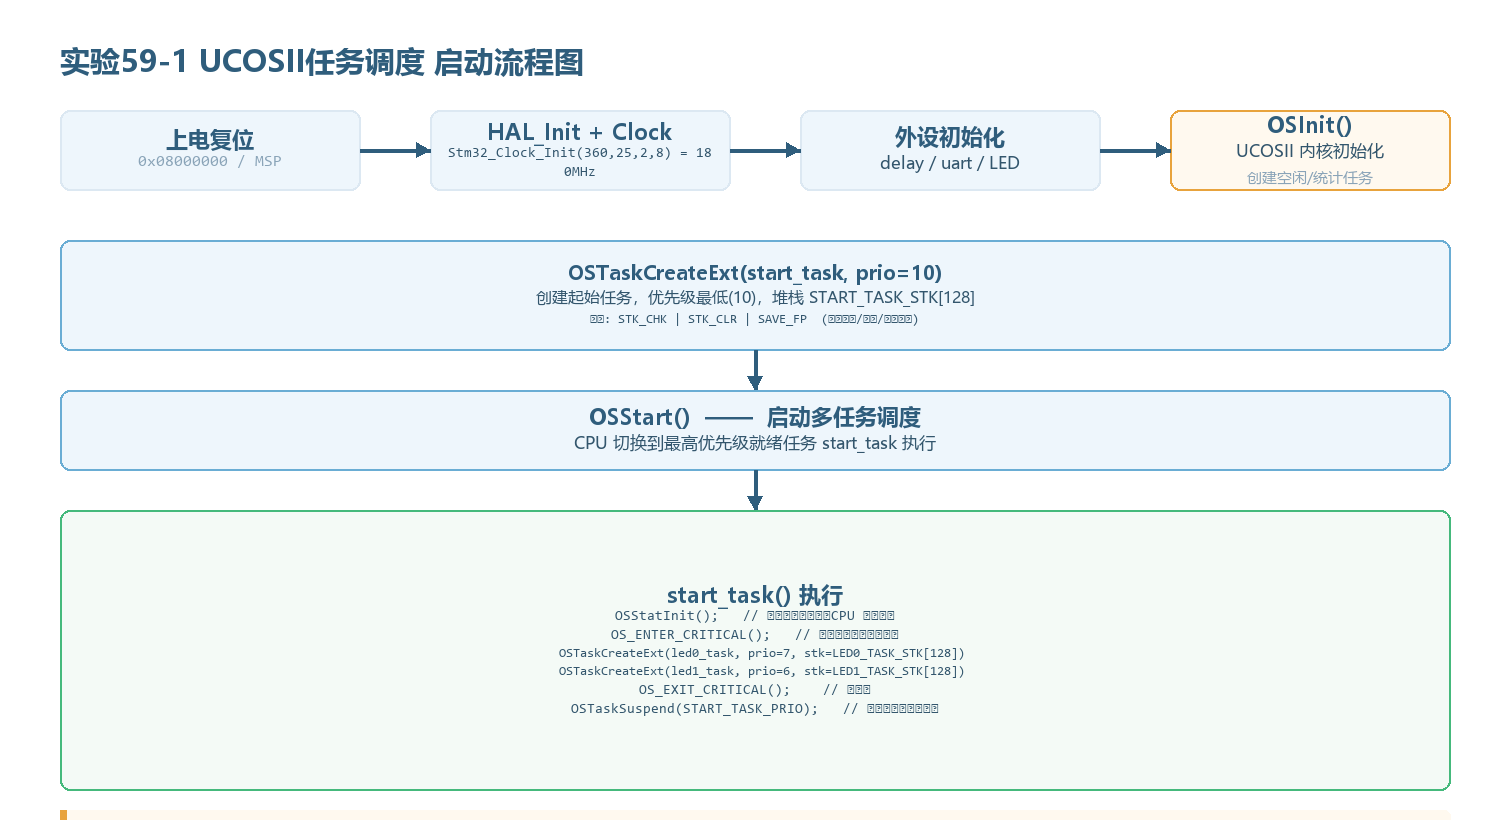 实验59-1 UCOSII任务调度 启动流程图
上电复位
0x08000000 / MSP
HAL_Init + Clock
Stm32_Clock_Init(360,25,2,8) = 18
0MHz
外设初始化
delay / uart / LED
OSInit()
UCOSII 内核初始化
创建空闲/统计任务
OSTaskCreateExt(start_task, prio=10)
创建起始任务，优先级最低(10)，堆栈 START_TASK_STK[128]
: STK_CHK | STK_CLR | SAVE_FP (//)
OSStart() —— 启动多任务调度
CPU 切换到最高优先级就绪任务 start_task 执行
start_task() 执行
OSStatInit(); // CPU
OS_ENTER_CRITICAL(); //
OSTaskCreateExt(led0_task, prio=7, stk=LED0_TASK_STK[128])
OSTaskCreateExt(led1_task, prio=6, stk=LED1_TASK_STK[128])
OS_EXIT_CRITICAL(); //
OSTaskSuspend(START_TASK_PRIO); //